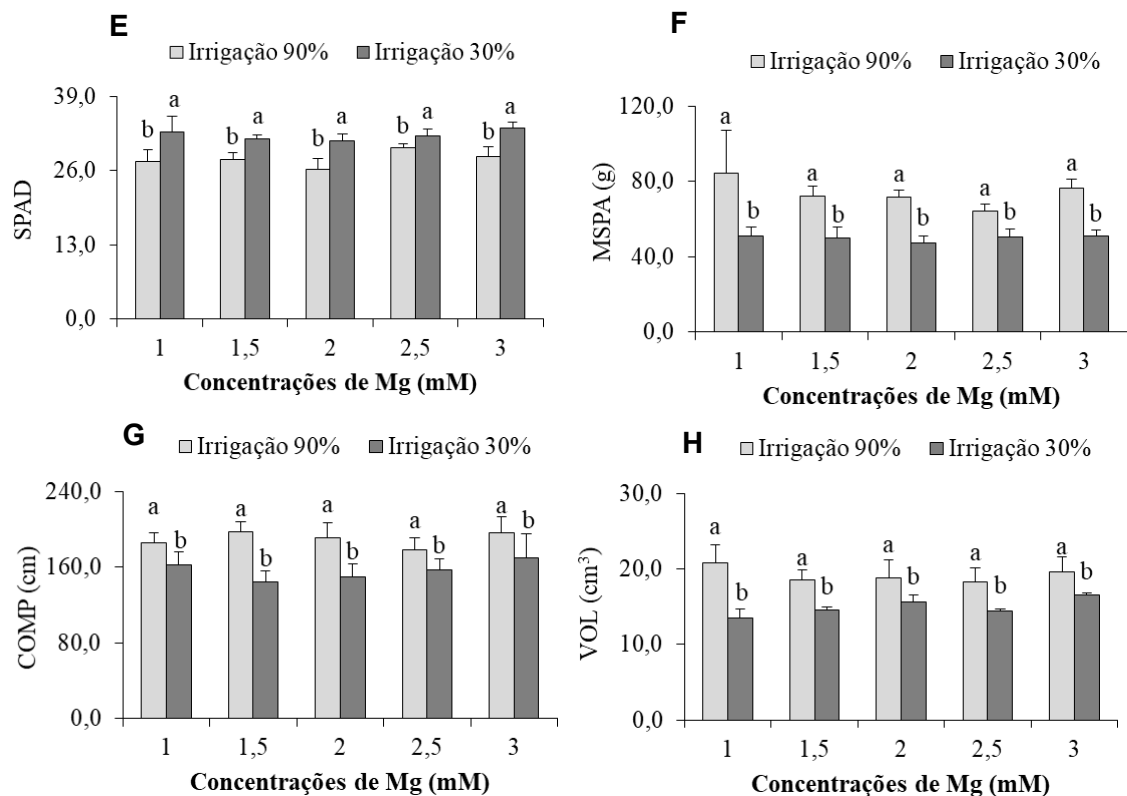 E
Irrigação 90% Irrigação 30%
39,0
26,0
13,0
0,0
SPAD
b a b a b a b a b a
1 1,5 2 2,5 3
Concentrações de Mg (mM)
F
Irrigação 90% Irrigação 30%
120,0
80,0
40,0
0,0
MSPA (g)
a b a b a b a b a b
1 1,5 2 2,5 3
Concentrações de Mg (mM)
G
Irrigação 90% Irrigação 30%
240,0
160,0
80,0
0,0
COMP (cm)
a b a b a b a b a b
1 1,5 2 2,5 3
Concentrações de Mg (mM)
H
Irrigação 90% Irrigação 30%
30,0
20,0
10,0
0,0
VOL (cm³)
a b a b a b a b a b
1 1,5 2 2,5 3
Concentrações de Mg (mM)